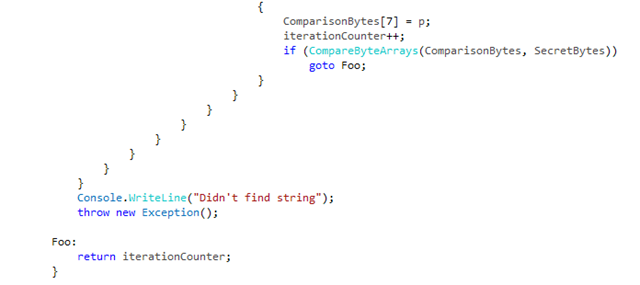 {
ComparisonBytes[7] = p;
iterationCounter++;
if (CompareByteArrays(ComparisonBytes, SecretBytes))
goto Foo;
}
}
}
}
}
}
}
}
Console.WriteLine("Didn't find string");
throw new Exception();
Foo:
return iterationCounter;
}